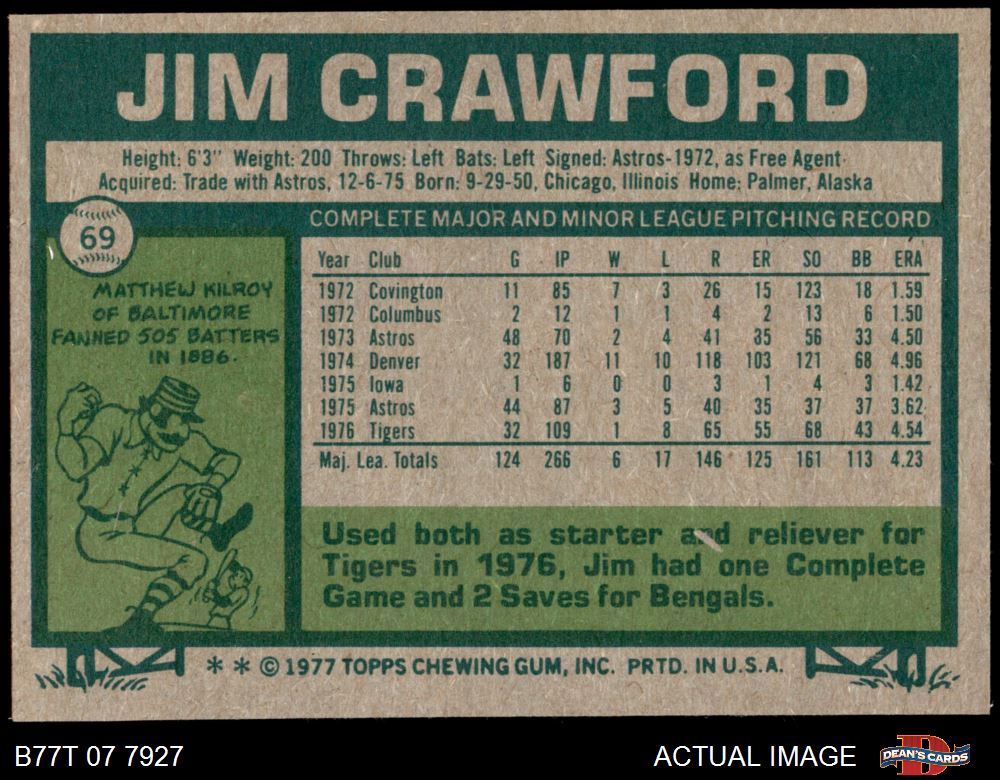 JIM CRAWFORD
Height: 6'3" Weight: 200 Throws: Left Bats: Left Signed: Astros-1972, as Free Agent
Acquired: Trade with Astros, 12-6-75 Born: 9-29-50, Chicago, Illinois Home: Palmer, Alaska
69
MATTHEW KILROY
OF BALTIMORE
FANNED 505 BATTERS
IN 1886.
COMPLETE MAJOR AND MINOR LEAGUE PITCHING RECORD
Year Club G IP W L R ER SO BB ERA
1972 Covington 11 85 7 3 26 15 123 18 1.59
1972 Columbus 2 12 1 1 4 2 13 6 1.50
1973 Astros 48 70 2 4 41 35 56 33 4.50
1974 Denver 32 187 11 10 118 103 121 68 4.96
1975 Iowa 1 6 0 0 3 1 4 3 1.42
1975 Astros 44 87 3 5 40 35 37 37 3.62
1976 Tigers 32 109 1 8 65 55 68 43 4.54
Maj. Lea. Totals 124 266 6 17 146 125 161 113 4.23
Used both as starter and reliever for
Tigers in 1976, Jim had one Complete
Game and 2 Saves for Bengals.
* * © 1977 TOPPS CHEWING GUM, INC. PRTD. IN U.S.A.
B77T 07 7927
ACTUAL IMAGE
DEAN'S CARDS